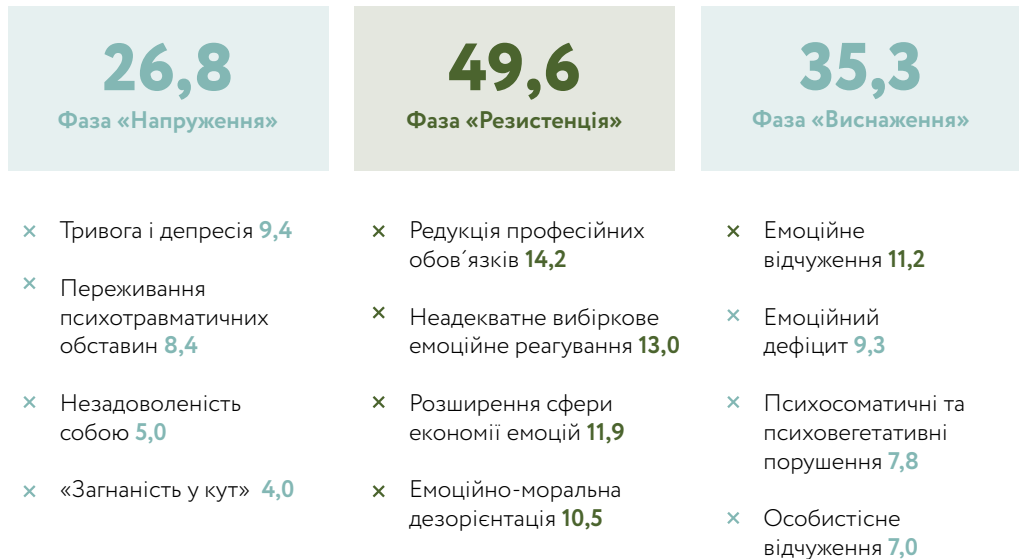 26,8
Фаза «Напруження»
× Тривога і депресія 9,4
× Переживання
психотравматичних
обставин 8,4
× Незадоволеність
собою 5,0
× «Загнаність у кут» 4,0
49,6
Фаза «Резистенція»
× Редукція професійних
обов´язків 14,2
× Неадекватне вибіркове
емоційне реагування 13,0
× Розширення сфери
економії емоцій 11,9
× Емоційно-моральна
дезорієнтація 10,5
35,3
Фаза «Виснаження»
× Емоційне
відчуження 11,2
× Емоційний
дефіцит 9,3
× Психосоматичні та
психовегетативні
порушення 7,8
× Особистісне
відчуження 7,0